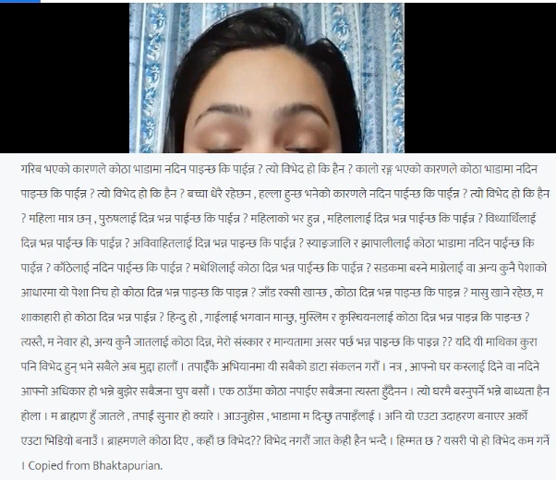 गरिब भएको कारणले कोठा भाडामा नदिन पाइन्छ कि पाईन्न ? त्यो विभेद हो कि हैन ? कालो रङ्ग भएको कारणले कोठा भाडामा नदिन
पाइन्छ कि पाईन्न ? त्यो विभेद हो कि हैन ? बच्चा धेरै रहेछन , हल्ला हुन्छ भनेको कारणले नदिन पाईन्छ कि पाईन्न ? त्यो विभेद हो कि हैन
? महिला मात्र छन् , पुरुषलाई दिन्न भन्न पाईन्छ कि पाईन्न ? महिलाको भर हुन्न , महिलालाई दिन्न भन्न पाईन्छ कि पाईन्न ? विध्यार्थिलाई
दिन्न भन्न पाईन्छ कि पाईन्न ? अविवाहितलाई दिन्न भन्न पाइन्छ कि पाईन्न ? स्याङजालि र झापालीलाई कोठा भाडामा नदिन पाईन्छ कि
पाईन्न ? काँठेलाई नदिन पाईन्छ कि पाईन्न ? मधेशिलाई कोठा दिन्न भन्न पाईन्छ कि पाईन्न ? सडकमा बस्ने माग्नेलाई वा अन्य कुनै पेशाको
आधारमा यो पेशा निच हो कोठा दिन्न भन्न पाइन्छ कि पाइन्न ? जाँड रक्सी खान्छ , कोठा दिन्न भन्न पाइन्छ कि पाइन्न ? मासु खाने रहेछ, म
शाकाहारी हो कोठा दिन्न भन्न पाईन्न ? हिन्दु हो , गाईलाई भगवान मान्छु, मुस्लिम र कृस्चियनलाई कोठा दिन्न भन्न पाइन्न कि पाइन्छ ?
त्यस्तै, म नेवार हो, अन्य कुनै जातलाई कोठा दिन्न, मेरो संस्कार र मान्यतामा असर पर्छ भन्न पाइन्छ कि पाइन्न ?? यदि यी माथिका कुरा
पनि विभेद हुन् भने सबैले अब मुद्दा हालौं । तपाईँकै अभियानमा यी सबैको डाटा संकलन गरौं । नत्र , आफ्नो घर कस्लाई दिने वा नदिने
आफ्नो अधिकार हो भन्ने बुझेर सबैजना चुप बसौं । एक ठाउँमा कोठा नपाईए सबैजना त्यस्ता हुँदैनन । त्यो घरमै बस्नुपर्ने भन्ने बाध्यता हैन
होला । म ब्राह्मण हुँ जातले , तपाईं सुनार हो क्यारे । आउनुहोस , भाडामा म दिन्छु तपाइँलाई । अनि यो एउटा उदाहरण बनाएर अर्को
एउटा भिडियो बनाउँ । ब्राहमणले कोठा दिए , कहाँ छ विभेद?? विभेद नगरौं जात केही हैन भन्दै । हिम्मत छ ? यसरी पो हो विभेद कम गर्ने
। Copied from Bhaktapurian.